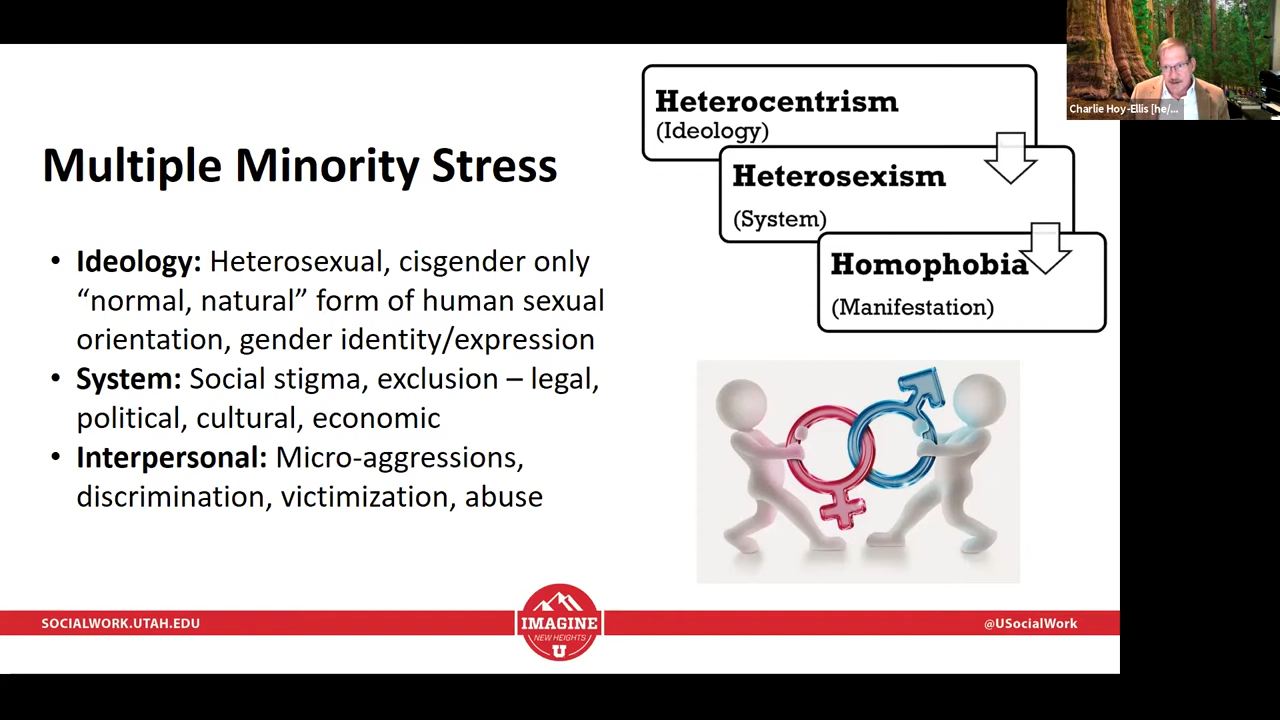 Multiple Minority Stress
• Ideology: Heterosexual, cisgender only
“normal, natural” form of human sexual
orientation, gender identity/expression
• System: Social stigma, exclusion – legal,
political, cultural, economic
• Interpersonal: Micro-aggressions,
discrimination, victimization, abuse
Heterocentrism
(Ideology)
Heterosexism
(System)
Homophobia
(Manifestation)
Charlie Hoy-Ellis [he/...
SOCIALWORK.UTAH.EDU
IMAGINE
NEW HEIGHTS
U
@USocialWork